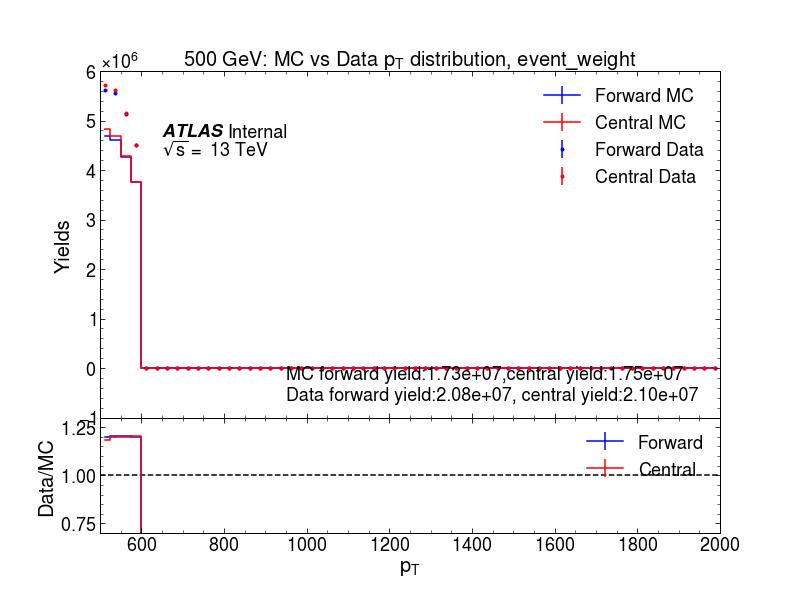 ×10⁶
500 GeV: MC vs Data p_T distribution, event_weight
6
5
4
3
2
1
0
−1
Yields
ATLAS Internal
√s = 13 TeV
Forward MC
Central MC
Forward Data
Central Data
MC forward yield:1.73e+07,central yield:1.75e+07
Data forward yield:2.08e+07, central yield:2.10e+07
1.25
1.00
0.75
Data/MC
Forward
Central
600 800 1000 1200 1400 1600 1800 2000
p_T